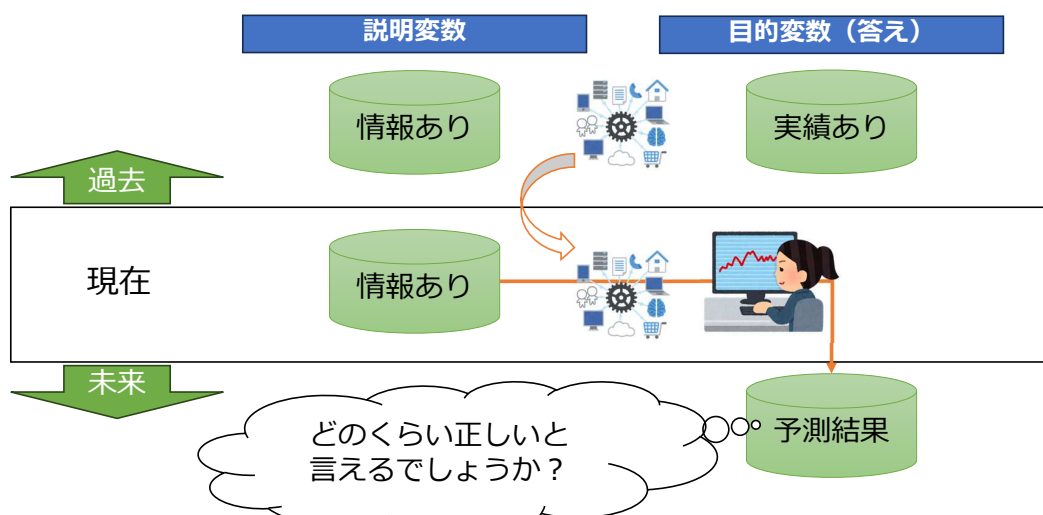 説明変数
目的変数（答え）
情報あり
実績あり
過去
現在
情報あり
未来
どのくらい正しいと
言えるでしょうか？
予測結果